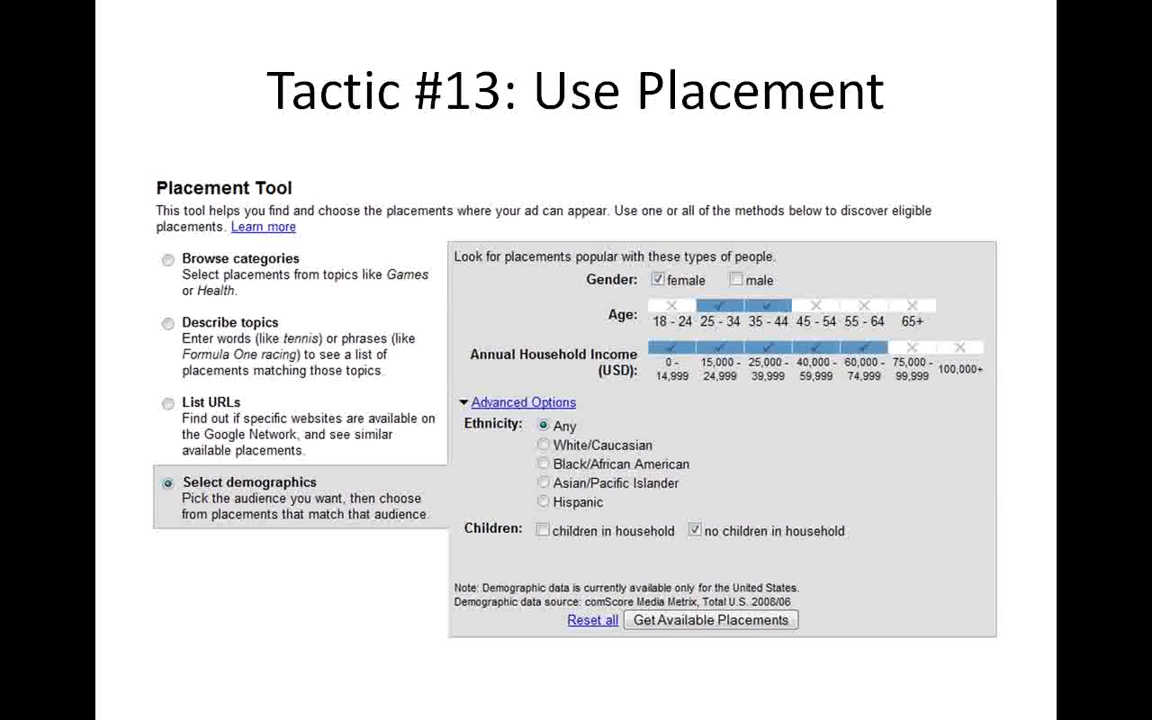 Tactic #13: Use Placement
Placement Tool
This tool helps you find and choose the placements where your ad can appear. Use one or all of the methods below to discover eligible
placements. Learn more
Browse categories
Select placements from topics like Games
or Health.
Describe topics
Enter words (like tennis) or phrases (like
Formula One racing) to see a list of
placements matching those topics.
List URLs
Find out if specific websites are available on
the Google Network, and see similar
available placements.
Select demographics
Pick the audience you want, then choose
from placements that match that audience.
Look for placements popular with these types of people.
Gender: female male
Age: 18 - 24 25 - 34 35 - 44 45 - 54 55 - 64 65+
Annual Household Income
(USD):
0 - 15,000 - 25,000 - 40,000 - 60,000 - 75,000 - 100,000+
14,999 24,999 39,999 59,999 74,999 99,999
Advanced Options
Ethnicity: Any
White/Caucasian
Black/African American
Asian/Pacific Islander
Hispanic
Children: children in household no children in household
Note: Demographic data is currently available only for the United States.
Demographic data source: comScore Media Metrix, Total U.S. 2008/06
Reset all Get Available Placements